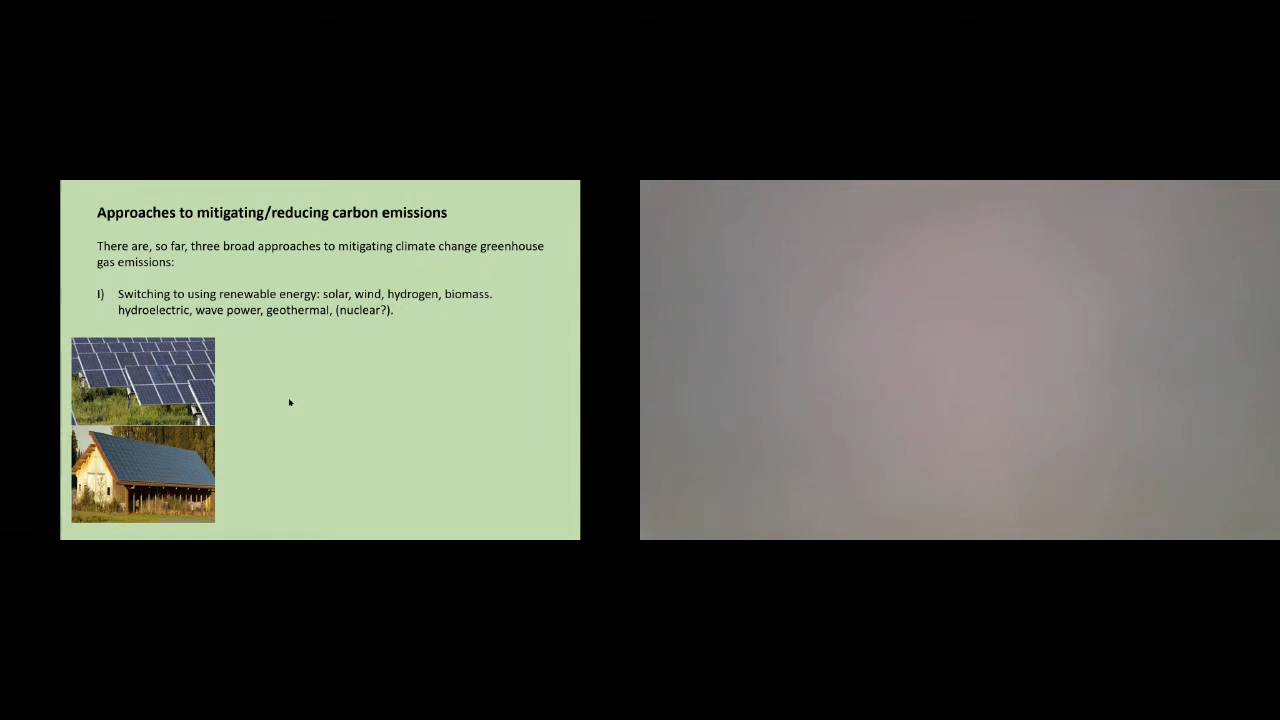 Approaches to mitigating/reducing carbon emissions
There are, so far, three broad approaches to mitigating climate change greenhouse
gas emissions:
I) Switching to using renewable energy: solar, wind, hydrogen, biomass.
hydroelectric, wave power, geothermal, (nuclear?).